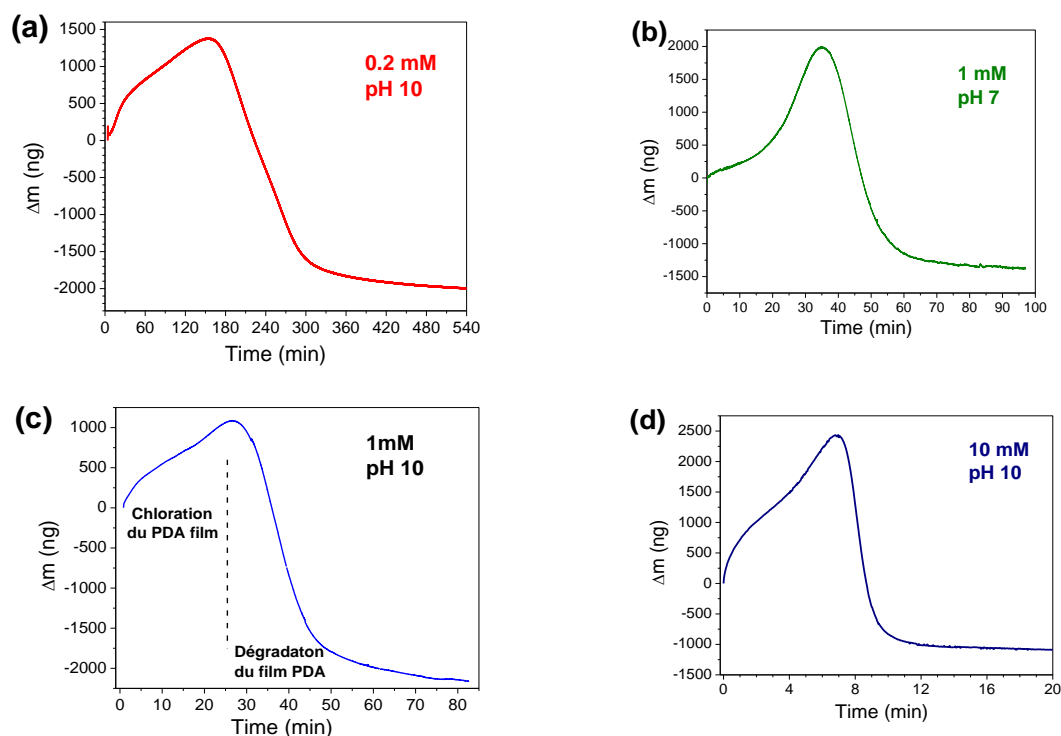 (a)
0.2 mM
pH 10
1500
1000
500
0
-500
-1000
-1500
-2000
Δm (ng)
0 60 120 180 240 300 360 420 480 540
Time (min)
(b)
1 mM
pH 7
2000
1500
1000
500
0
-500
-1000
-1500
Δm (ng)
0 10 20 30 40 50 60 70 80 90 100
Time (min)
(c)
1mM
pH 10
1000
500
0
-500
-1000
-1500
-2000
Δm (ng)
Chloration
du PDA film
Dégradaton
du film PDA
0 10 20 30 40 50 60 70 80
Time (min)
(d)
10 mM
pH 10
2500
2000
1500
1000
500
0
-500
-1000
-1500
Δm (ng)
0 4 8 12 16 20
Time (min)